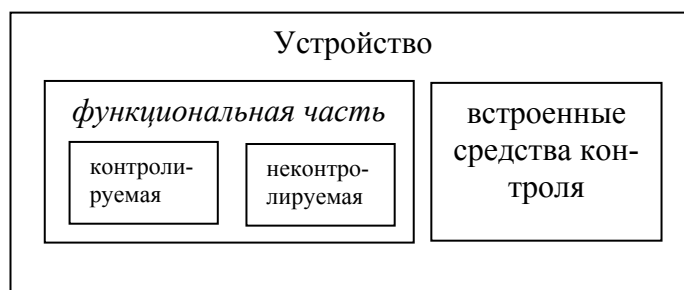 Устройство
функциональная часть
контроли-
руемая
неконтро-
лируемая
встроенные
средства кон-
троля